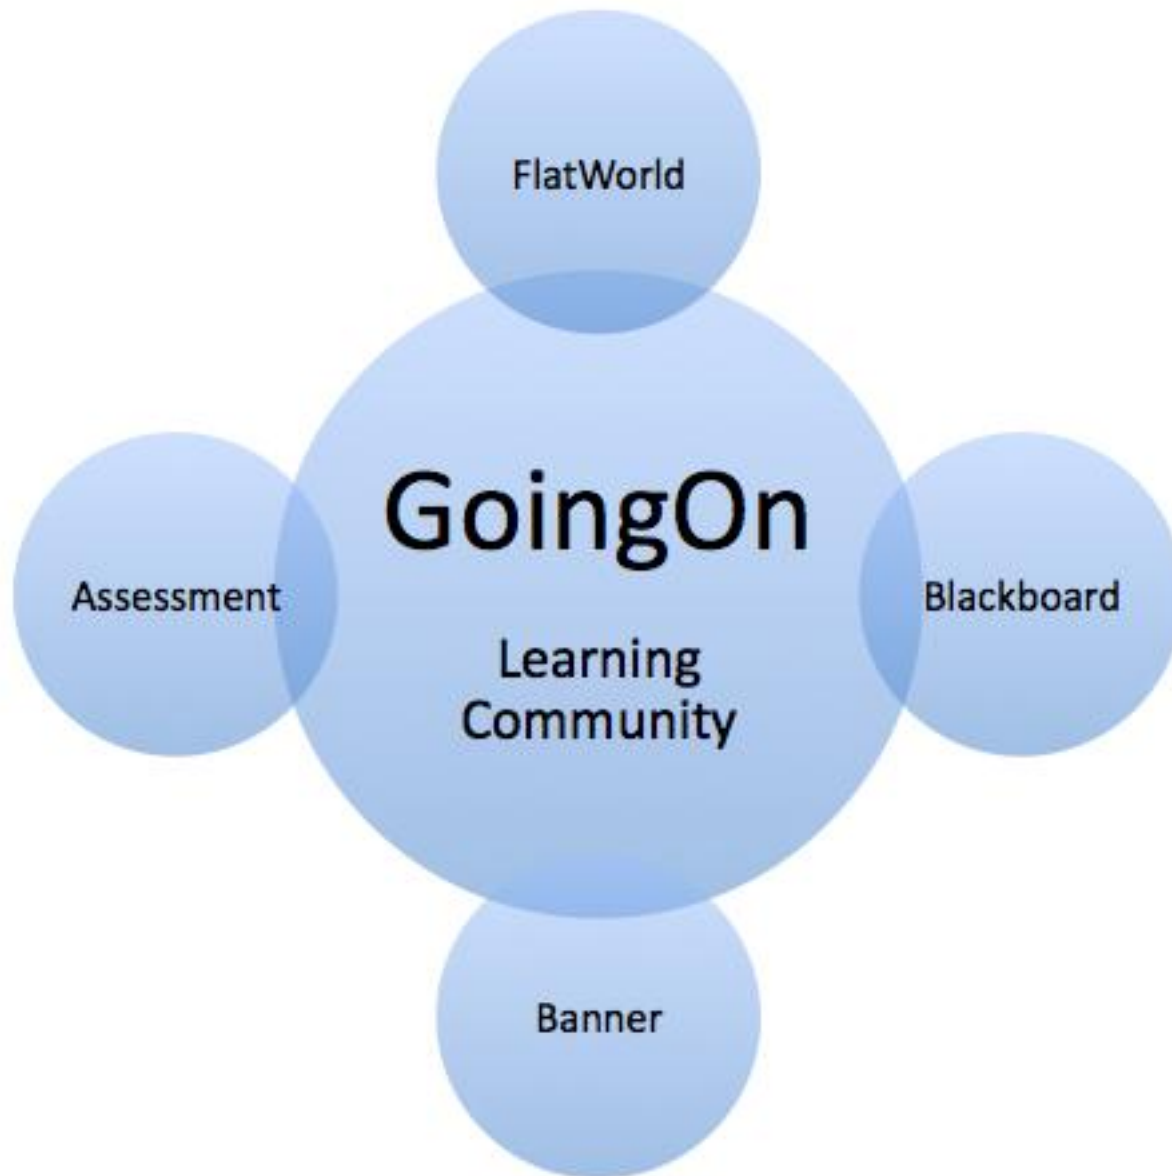 FlatWorld
GoingOn
Assessment
Blackboard
Learning
Community
Banner